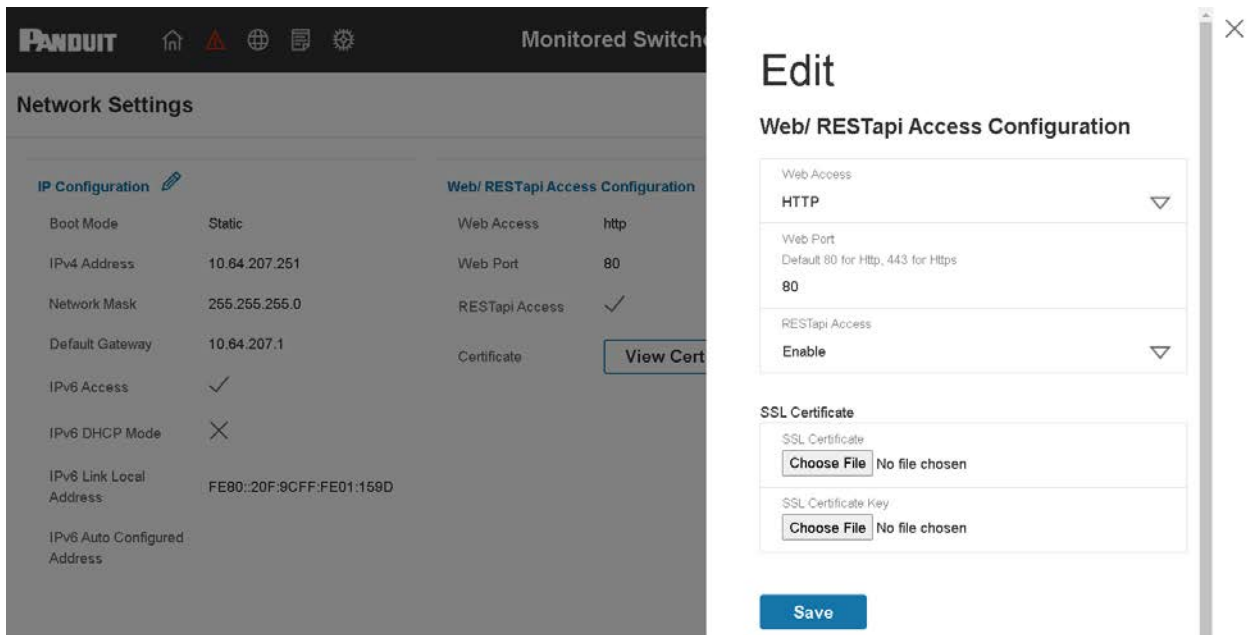 PANDUIT
Monitored Switche
Network Settings
IP Configuration
Boot Mode Static
IPv4 Address 10.64.207.251
Network Mask 255.255.255.0
Default Gateway 10.64.207.1
IPv6 Access
IPv6 DHCP Mode
IPv6 Link Local
Address
FE80::20F:9CFF:FE01:159D
IPv6 Auto Configured
Address
Web/ RESTapi Access Configuration
Web Access http
Web Port 80
RESTapi Access
Certificate View Cert
Edit
Web/ RESTapi Access Configuration
Web Access
HTTP
Web Port
Default 80 for Http, 443 for Https
80
RESTapi Access
Enable
SSL Certificate
SSL Certificate
Choose File No file chosen
SSL Certificate Key
Choose File No file chosen
Save